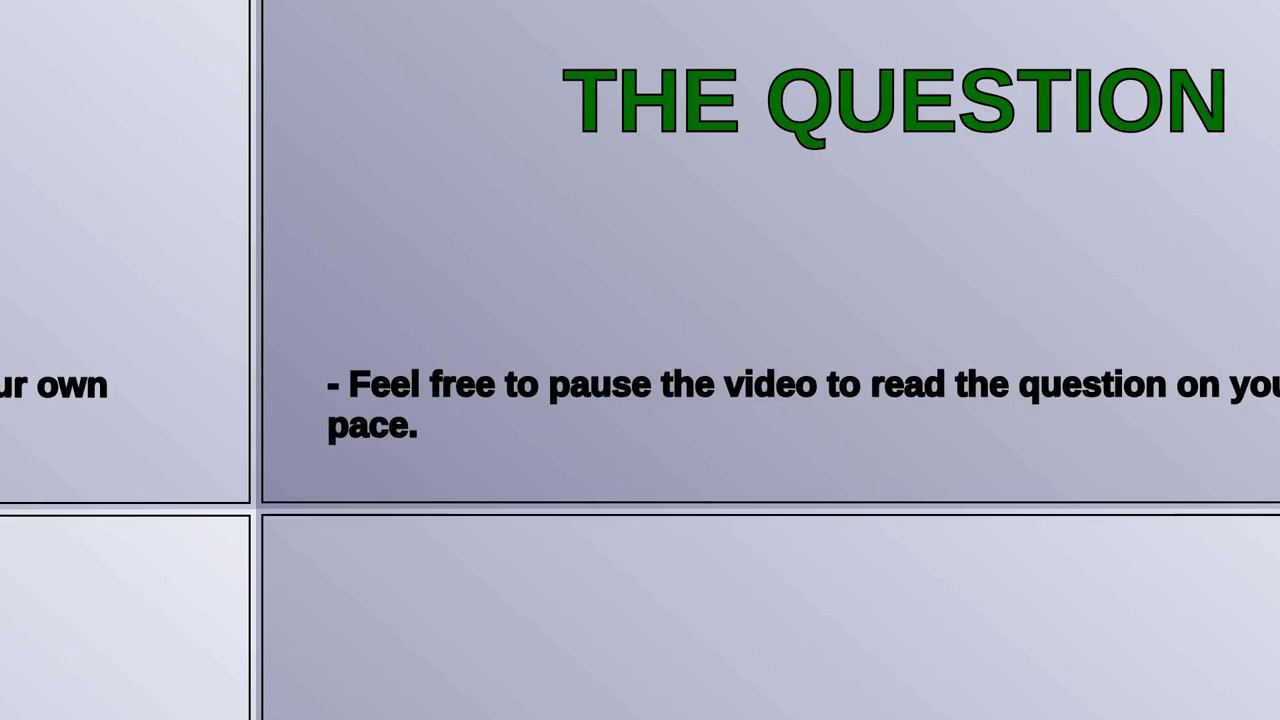 THE QUESTION
ur own
- Feel free to pause the video to read the question on you
pace.